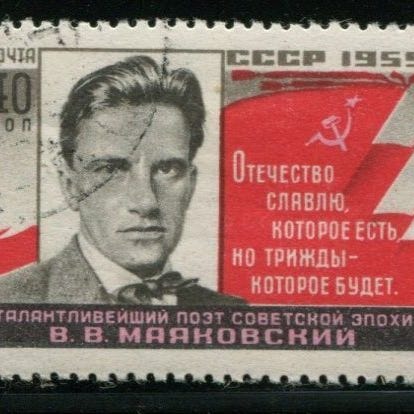 ПОЧТА
СССР 1955
40
КОП
ОТЕЧЕСТВО
СЛАВЛЮ,
КОТОРОЕ ЕСТЬ,
НО ТРИЖДЫ-
КОТОРОЕ БУДЕТ.
ТАЛАНТЛИВЕЙШИЙ ПОЭТ СОВЕТСКОЙ ЭПОХИ
В. В. МАЯКОВСКИЙ